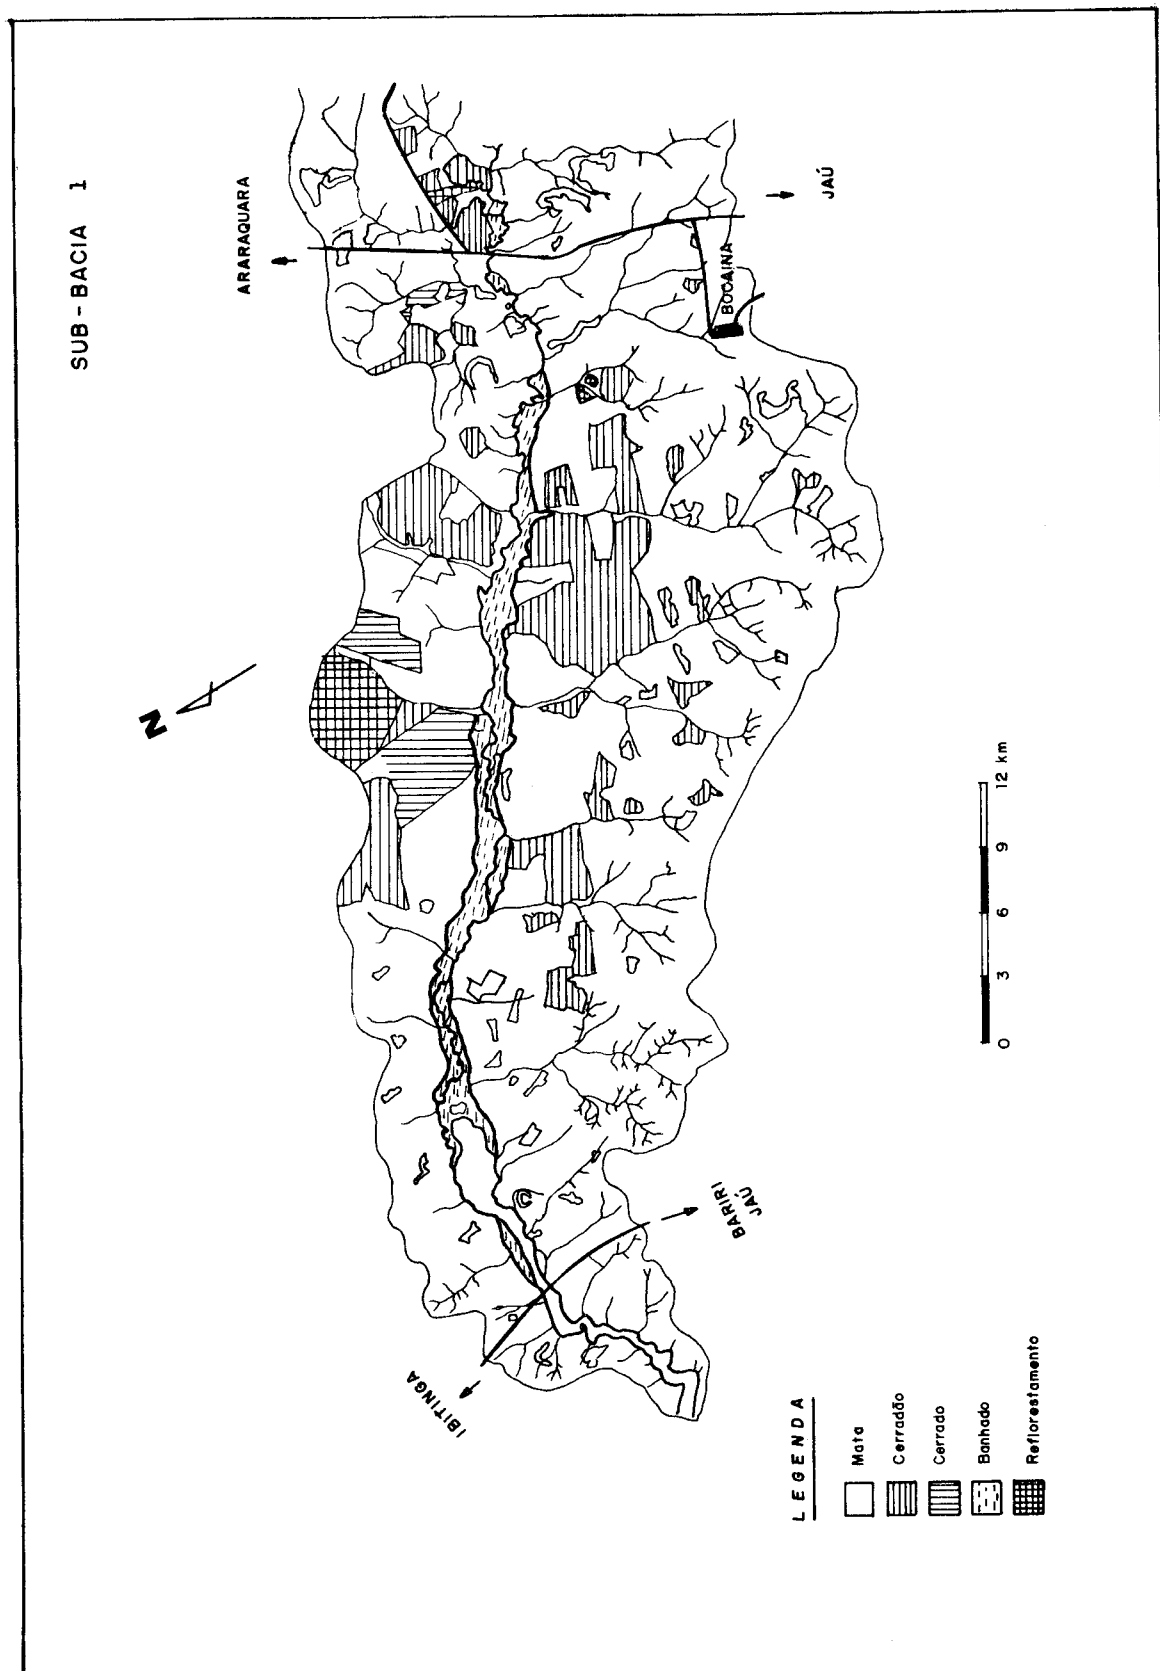 SUB-BACIA 1
ARARAQUARA
JAÚ
BOCAINA
N
IBITINGA
BARIRI
JAÚ
0 3 6 9 12 km
LEGENDA
Mata
Cerradão
Cerrado
Banhado
Reflorestamento